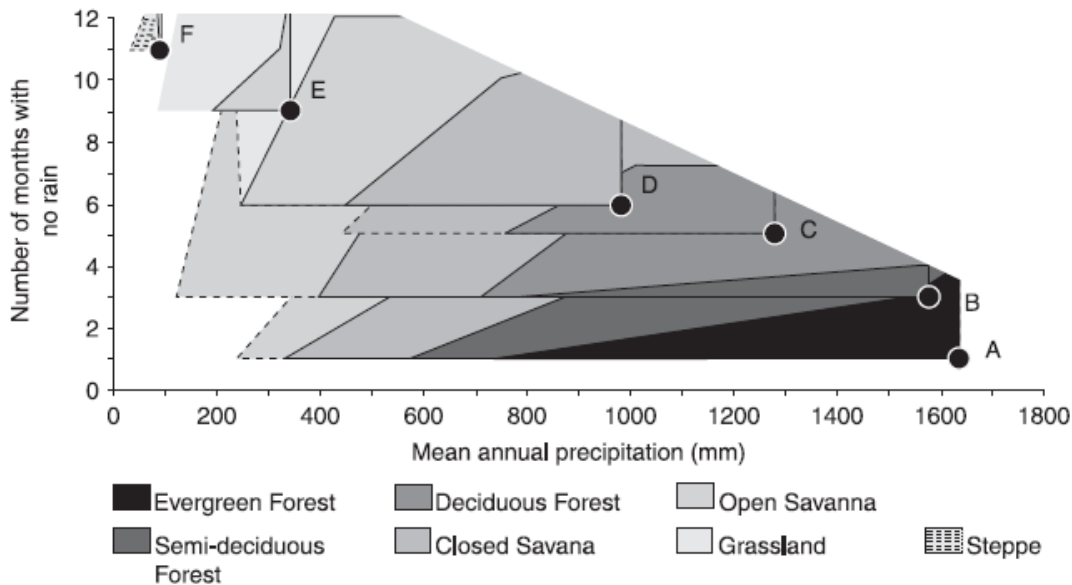 12
10
8
6
4
2
0
Number of months with
no rain
F
E
D
C
B
A
0 200 400 600 800 1000 1200 1400 1600 1800
Mean annual precipitation (mm)
Evergreen Forest Deciduous Forest Open Savanna
Semi-deciduous Closed Savana Grassland Steppe
Forest